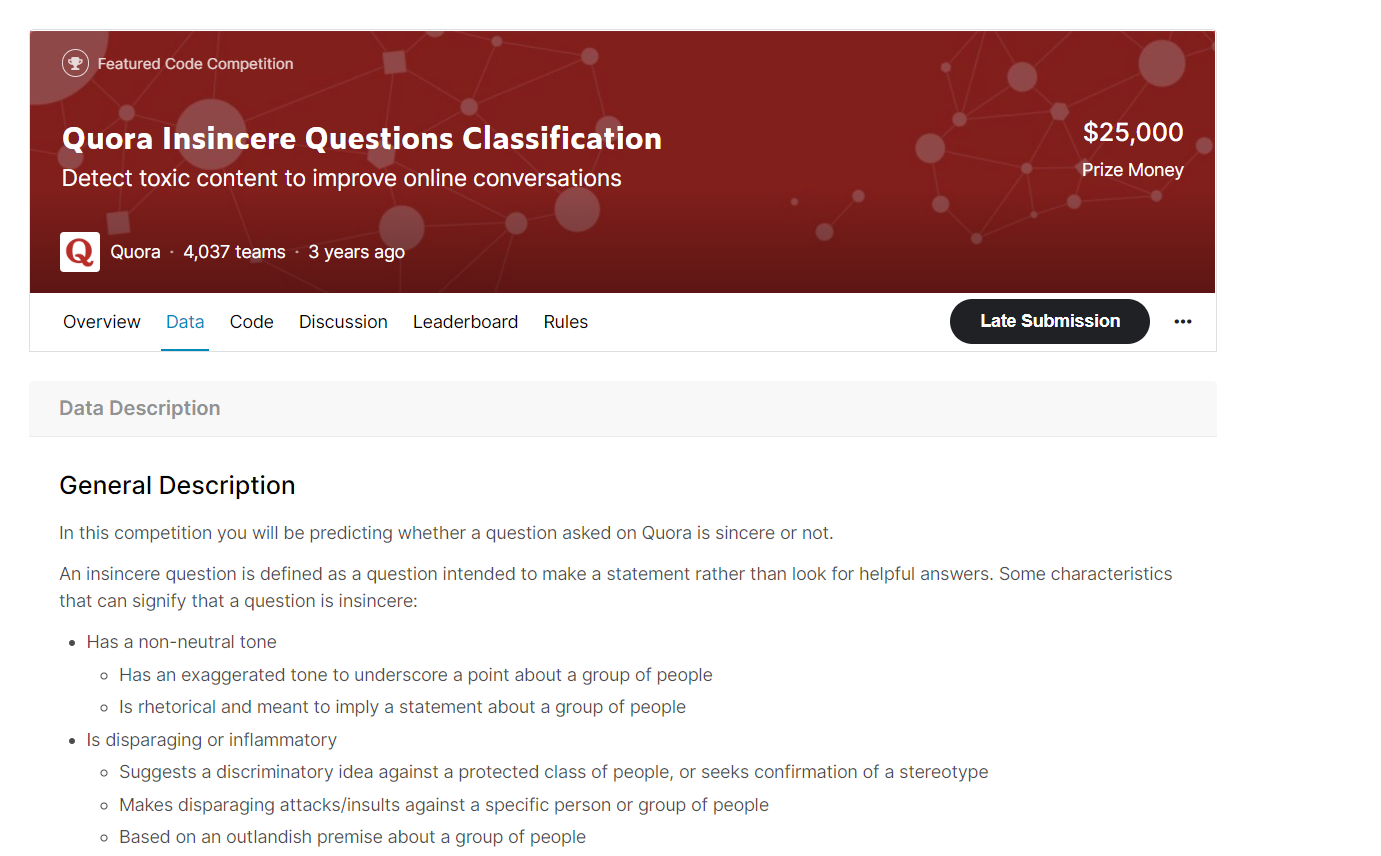 Featured Code Competition
Quora Insincere Questions Classification
Detect toxic content to improve online conversations
$25,000
Prize Money
Q
Quora · 4,037 teams · 3 years ago
Overview Data Code Discussion Leaderboard Rules Late Submission
Data Description
General Description
In this competition you will be predicting whether a question asked on Quora is sincere or not.
An insincere question is defined as a question intended to make a statement rather than look for helpful answers. Some characteristics
that can signify that a question is insincere:
• Has a non-neutral tone
◦ Has an exaggerated tone to underscore a point about a group of people
◦ Is rhetorical and meant to imply a statement about a group of people
• Is disparaging or inflammatory
◦ Suggests a discriminatory idea against a protected class of people, or seeks confirmation of a stereotype
◦ Makes disparaging attacks/insults against a specific person or group of people
◦ Based on an outlandish premise about a group of people